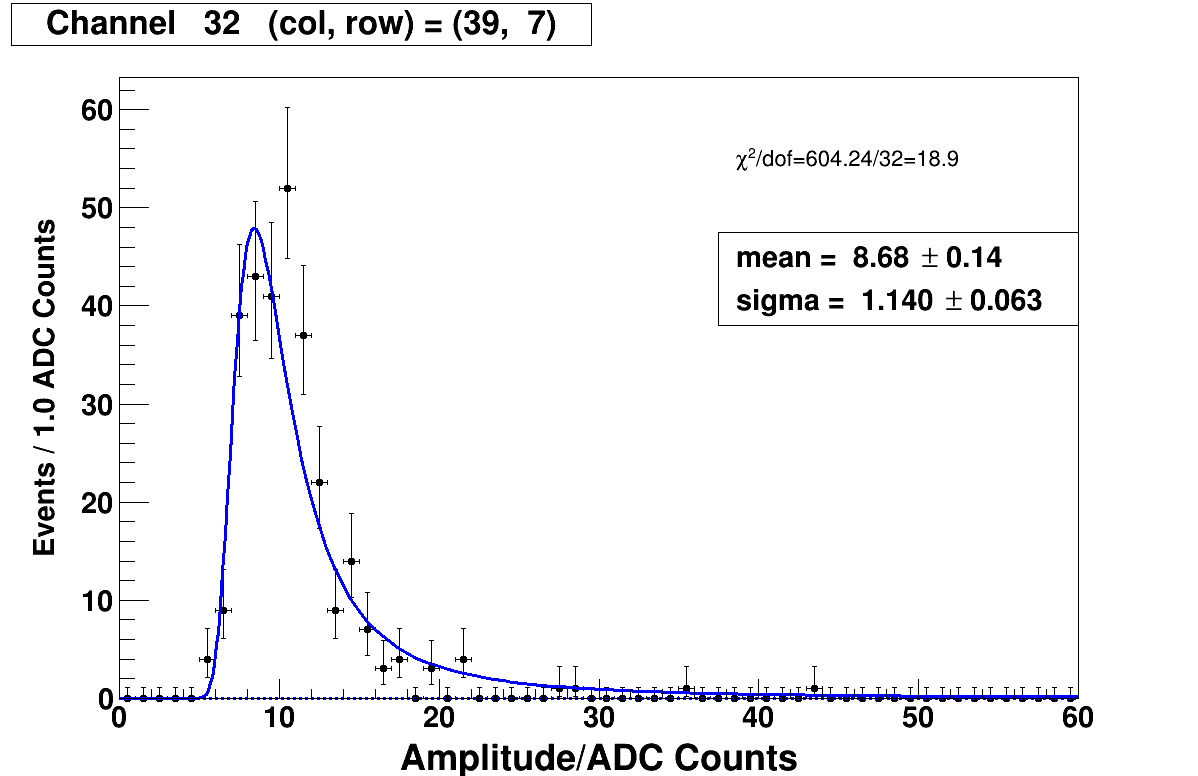 Channel 32 (col, row) = (39, 7)
60
50
40
30
20
10
0
Events / 1.0 ADC Counts
χ²/dof=604.24/32=18.9
mean = 8.68 ± 0.14
sigma = 1.140 ± 0.063
0 10 20 30 40 50 60
Amplitude/ADC Counts